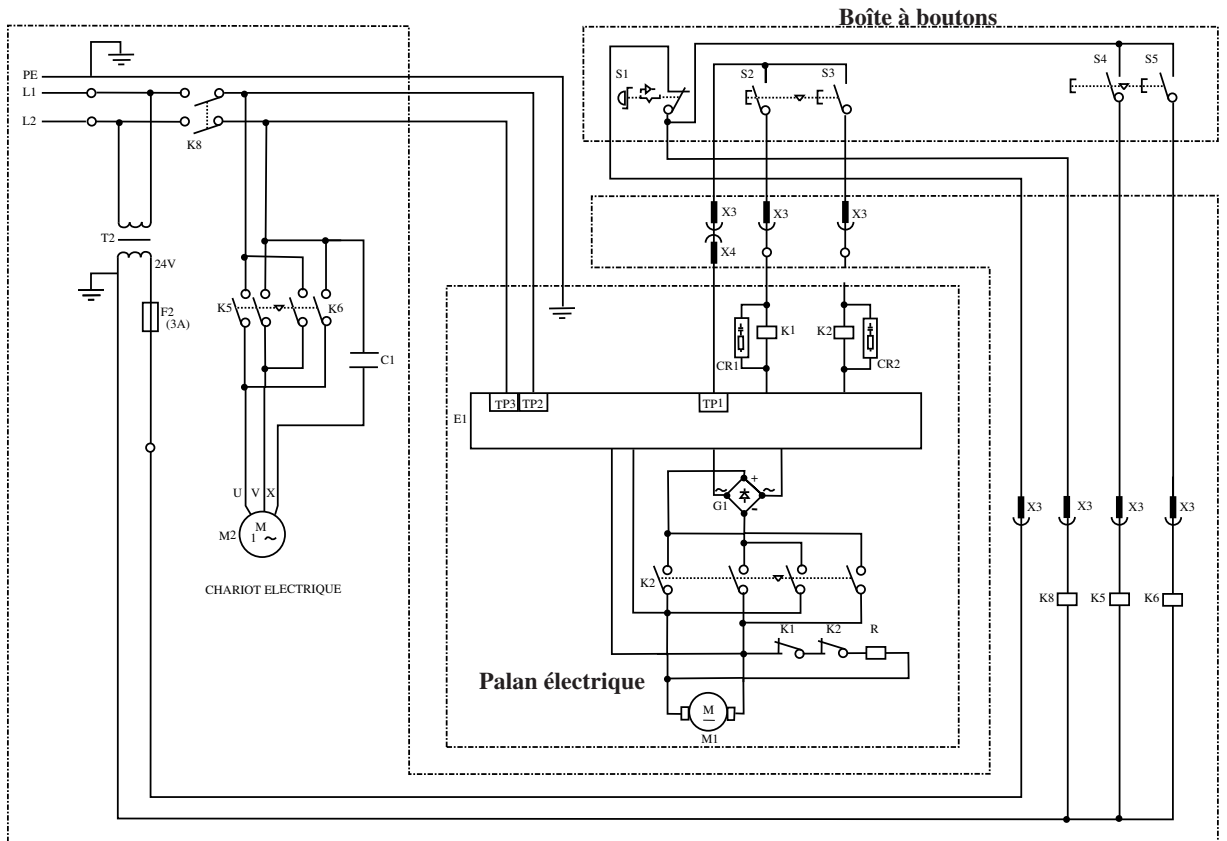 Boîte à boutons
PE
L1
L2
K8
S1
S2
S3
S4
S5
X3
X3
X3
X4
T2
24V
F2
(3A)
K5
K6
C1
K1
K2
CR1
CR2
TP3
TP2
TP1
E1
G1
+
-
U
V
X
M2
M
1
CHARIOT ELECTRIQUE
X3
X3
X3
X3
K2
K8
K5
K6
K1
K2
R
Palan électrique
M
M1